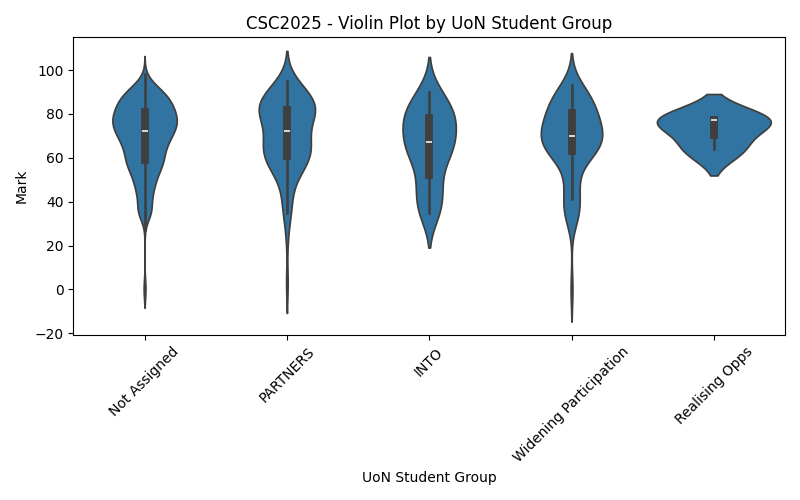 CSC2025 - Violin Plot by UoN Student Group
Mark
100
80
60
40
20
0
−20
Not Assigned
PARTNERS
INTO
Widening Participation
Realising Opps
UoN Student Group